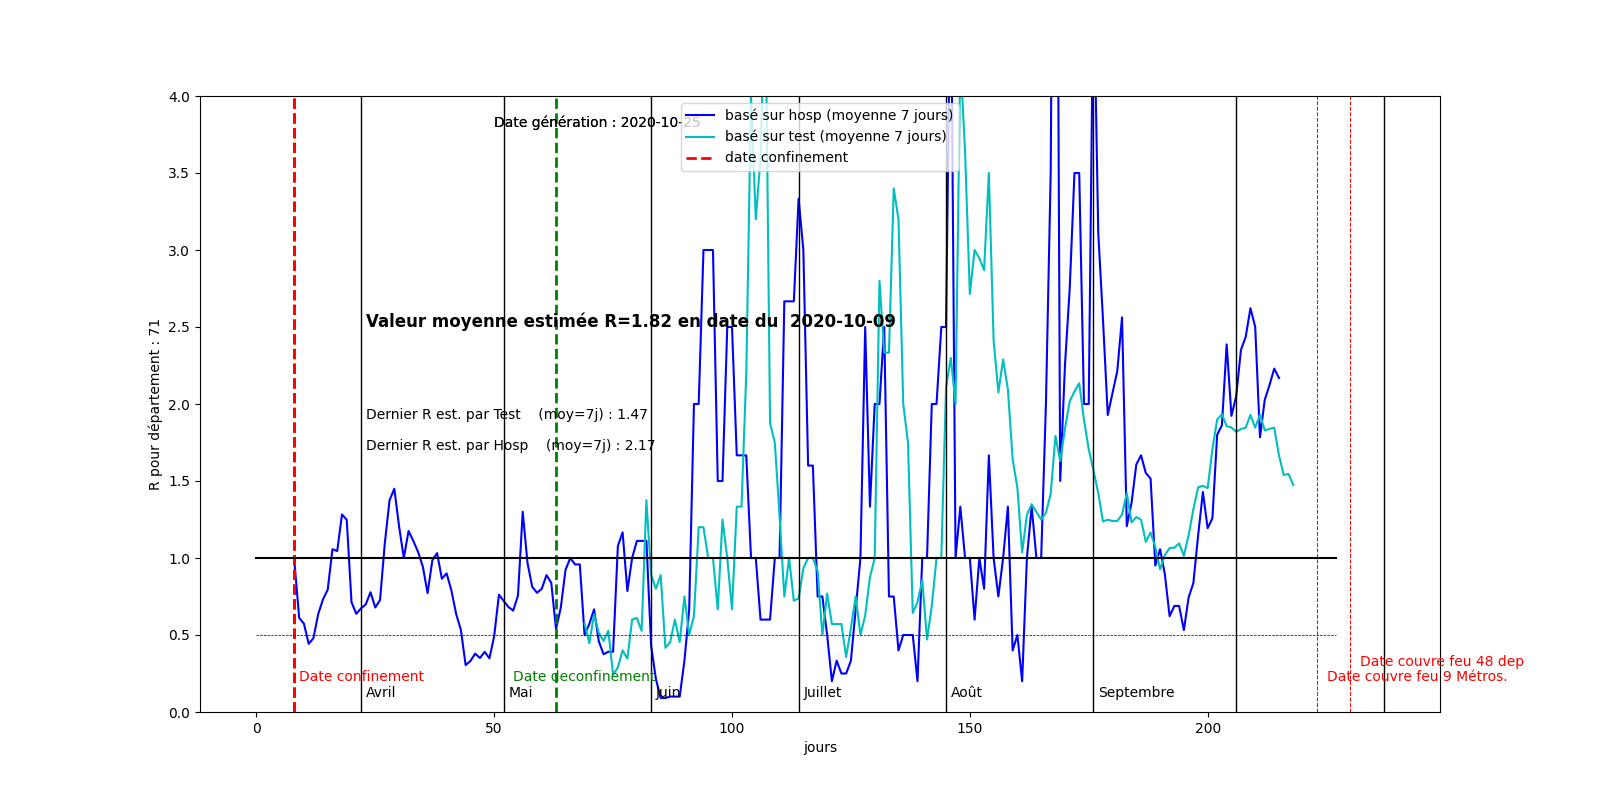 4.0
3.5
3.0
2.5
2.0
1.5
1.0
0.5
0.0
R pour département : 71
Date génération : 2020-10-25
basé sur hosp (moyenne 7 jours)
basé sur test (moyenne 7 jours)
date confinement
Valeur moyenne estimée R=1.82 en date du  2020-10-09
Dernier R est. par Test    (moy=7j) : 1.47
Dernier R est. par Hosp    (moy=7j) : 2.17
Date couvre feu 48 dep
Date confinement
Date deconfinement
Date couvre feu 9 Métros.
Avril
Mai
Juin
Juillet
Août
Septembre
0
50
100
150
200
jours